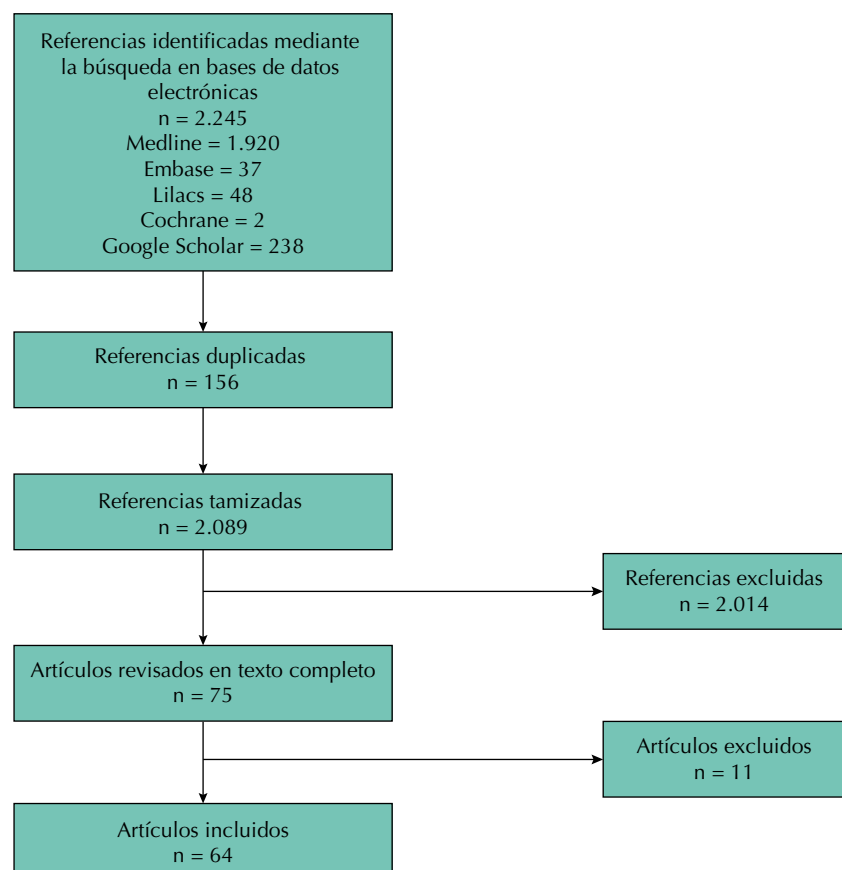 Referencias identificadas mediante
la búsqueda en bases de datos
electrónicas
n = 2.245
Medline = 1.920
Embase = 37
Lilacs = 48
Cochrane = 2
Google Scholar = 238
Referencias duplicadas
n = 156
Referencias tamizadas
n = 2.089
Referencias excluidas
n = 2.014
Artículos revisados en texto completo
n = 75
Artículos excluidos
n = 11
Artículos incluidos
n = 64